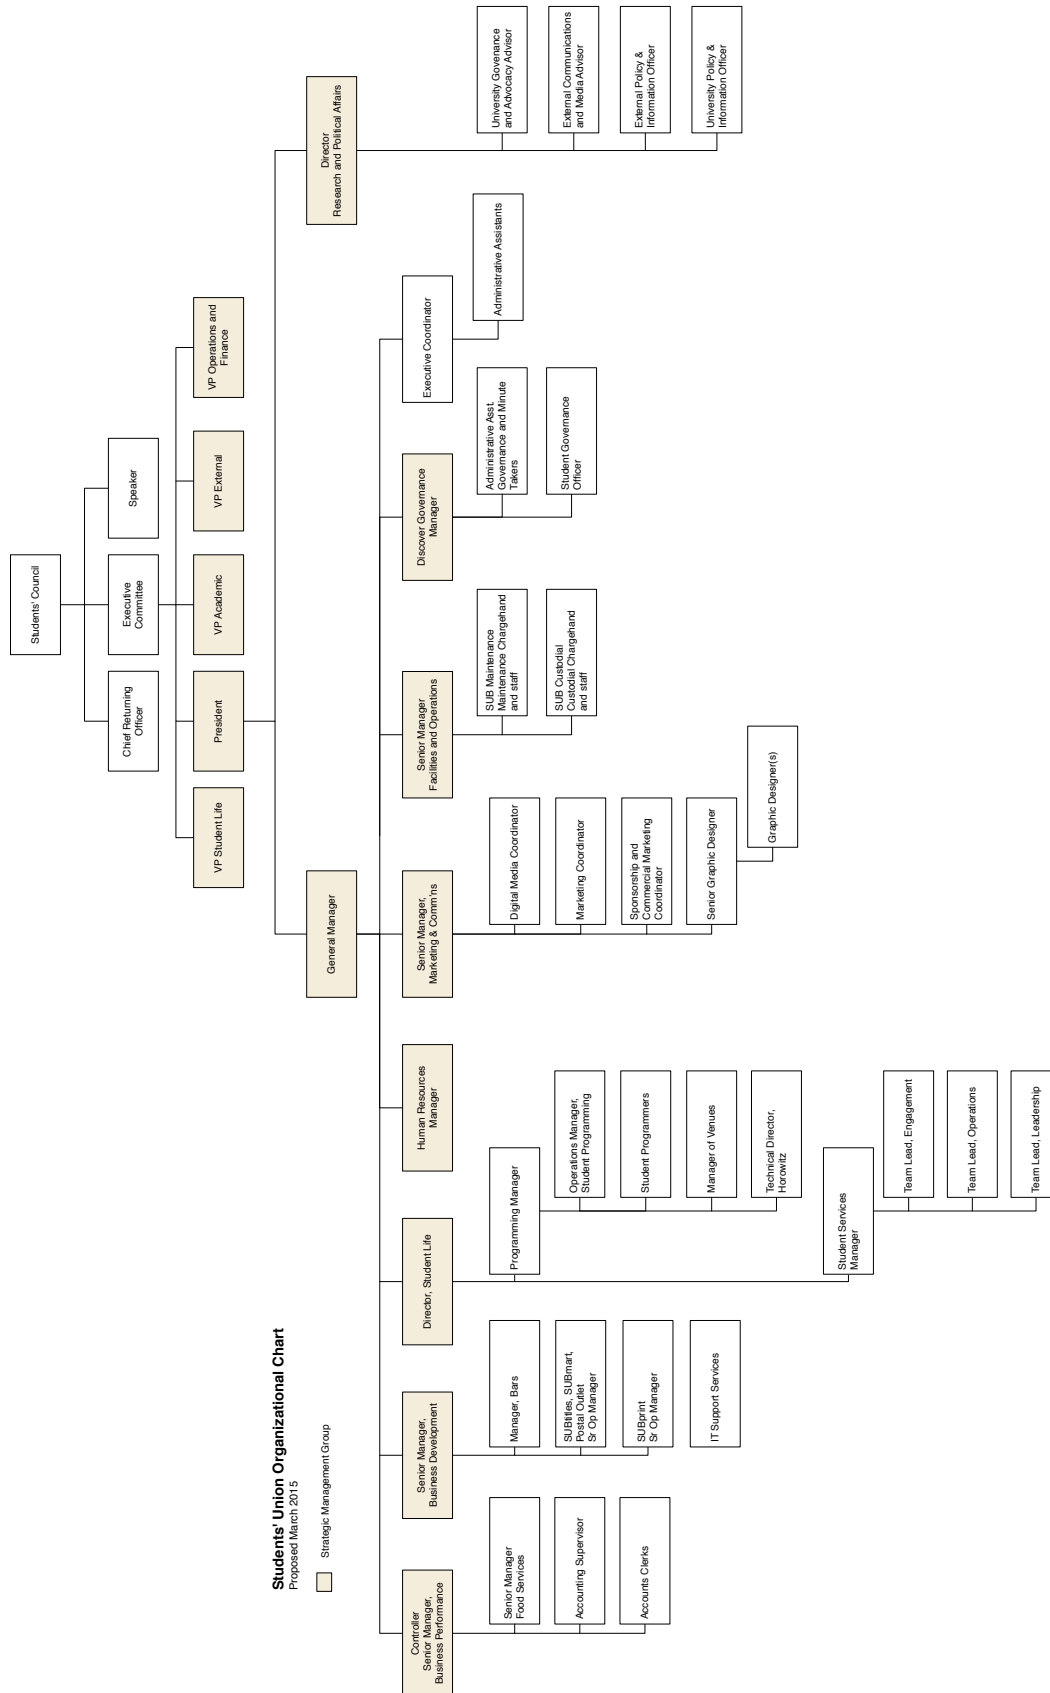 Students' Union Organizational Chart
Proposed March 2015
Strategic Management Group
Students' Council
Chief Returning
Officer
Executive
Committee
Speaker
VP Student Life
President
VP Academic
VP External
VP Operations and
Finance
General Manager
Director
Research and Political Affairs
Controller
Senior Manager,
Business Performance
Senior Manager,
Business Development
Director, Student Life
Human Resources
Manager
Senior Manager,
Marketing & Comm'ns
Senior Manager
Facilities and Operations
Discover Governance
Manager
Executive Coordinator
Senior Manager
Food Services
Accounting Supervisor
Accounts Clerks
Manager, Bars
SUBtitles, SUBmart,
Postal Outlet
Sr Op Manager
SUBprint
Sr Op Manager
IT Support Services
Programming Manager
Operations Manager,
Student Programming
Student Programmers
Manager of Venues
Technical Director,
Horowitz
Student Services
Manager
Team Lead, Engagement
Team Lead, Operations
Team Lead, Leadership
Digital Media Coordinator
Marketing Coordinator
Sponsorship and
Commercial Marketing
Coordinator
Senior Graphic Designer
Graphic Designer(s)
SUB Maintenance
Maintenance Chargehand
and staff
SUB Custodial
Custodial Chargehand
and staff
Administrative Asst.
Governance and Minute
Takers
Student Governance
Officer
Administrative Assistants
University Govenance
and Advocacy Advisor
External Communications
and Media Advisor
External Policy &
Information Officer
University Policy &
Information Officer